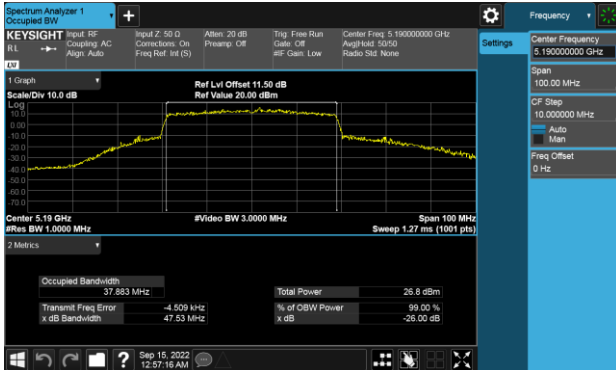 Spectrum Analyzer 1
Occupied BW
Frequency
KEYSIGHT
RL
LXI
Input: RF
Coupling: AC
Align: Auto
Input Z: 50 Ω
Corrections: On
Freq Ref: Int (S)
Atten: 20 dB
Preamp: Off
Trig: Free Run
Gate: Off
#IF Gain: Low
Center Freq: 5.190000000 GHz
Avg|Hold: 50/50
Radio Std: None
Settings
Center Frequency
5.190000000 GHz
Span
100.00 MHz
CF Step
10.000000 MHz
Auto
Man
Freq Offset
0 Hz
1 Graph
Scale/Div 10.0 dB
Ref Lvl Offset 11.50 dB
Ref Value 20.00 dBm
Log
10.0
0.00
-10.0
-20.0
-30.0
-40.0
-50.0
-60.0
-70.0
Center 5.19 GHz
#Res BW 1.0000 MHz
#Video BW 3.0000 MHz
Span 100 MHz
Sweep 1.27 ms (1001 pts)
2 Metrics
Occupied Bandwidth
37.883 MHz
Transmit Freq Error -4.509 kHz
x dB Bandwidth 47.53 MHz
Total Power 26.8 dBm
% of OBW Power 99.00 %
x dB -26.00 dB
?
Sep 15, 2022
12:57:16 AM